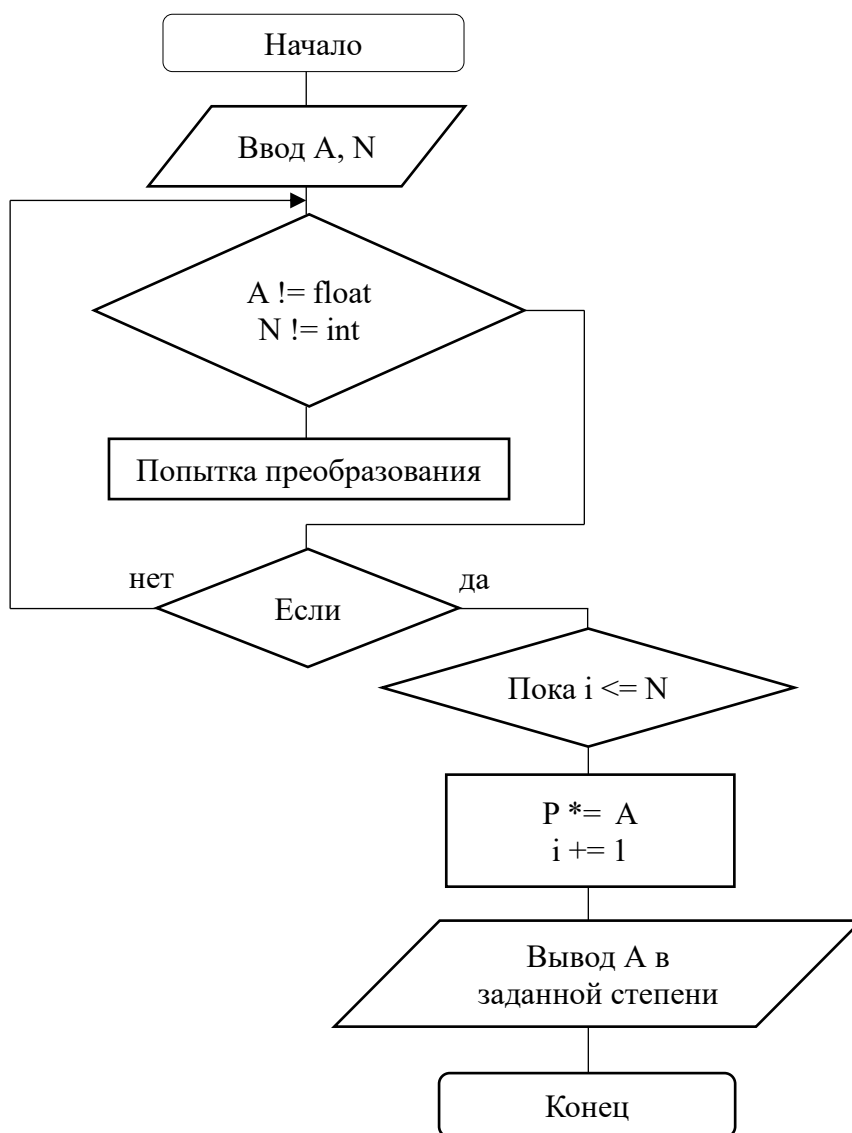 Начало
Ввод A, N
A != float
N != int
Попытка преобразования
нет
Если
да
Пока i <= N
P *= A
i += 1
Вывод A в
заданной степени
Конец